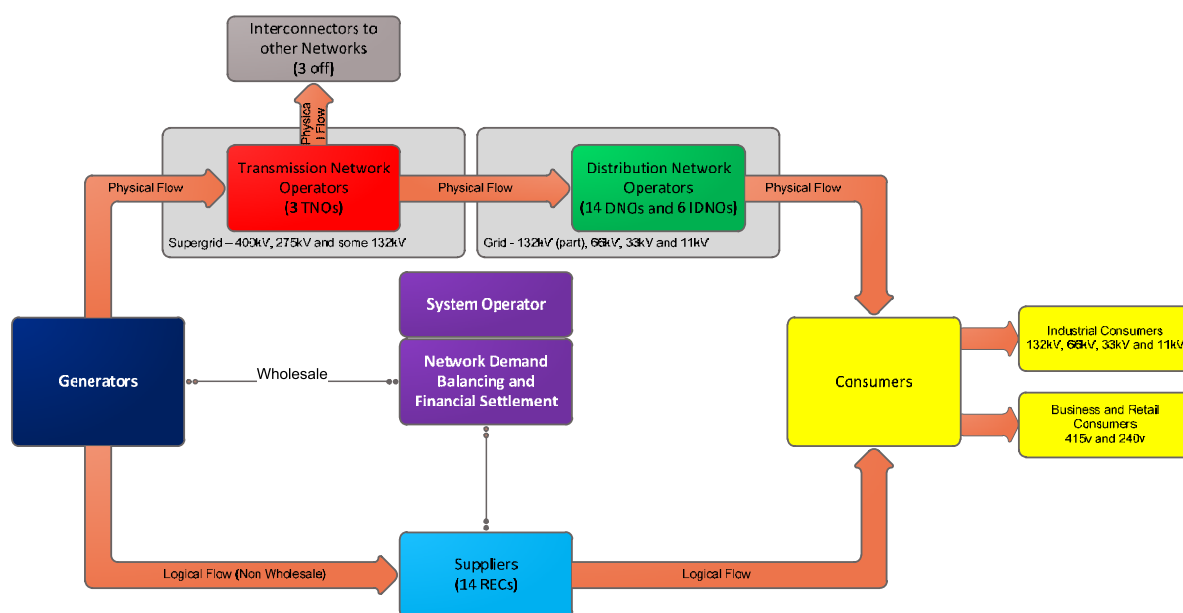 Interconnectors to
other Networks
(3 off)
Physica
l Flow
Transmission Network
Operators
(3 TNOs)
Distribution Network
Operators
(14 DNOs and 6 IDNOs)
Physical Flow
Physical Flow
Physical Flow
Supergrid – 400kV, 275kV and some 132kV
Grid - 132kV (part), 66kV, 33kV and 11kV
System Operator
Network Demand
Balancing and
Financial Settlement
Generators
Wholesale
Consumers
Industrial Consumers
132kV, 66kV, 33kV and 11kV
Business and Retail
Consumers
415v and 240v
Logical Flow (Non Wholesale)
Suppliers
(14 RECs)
Logical Flow